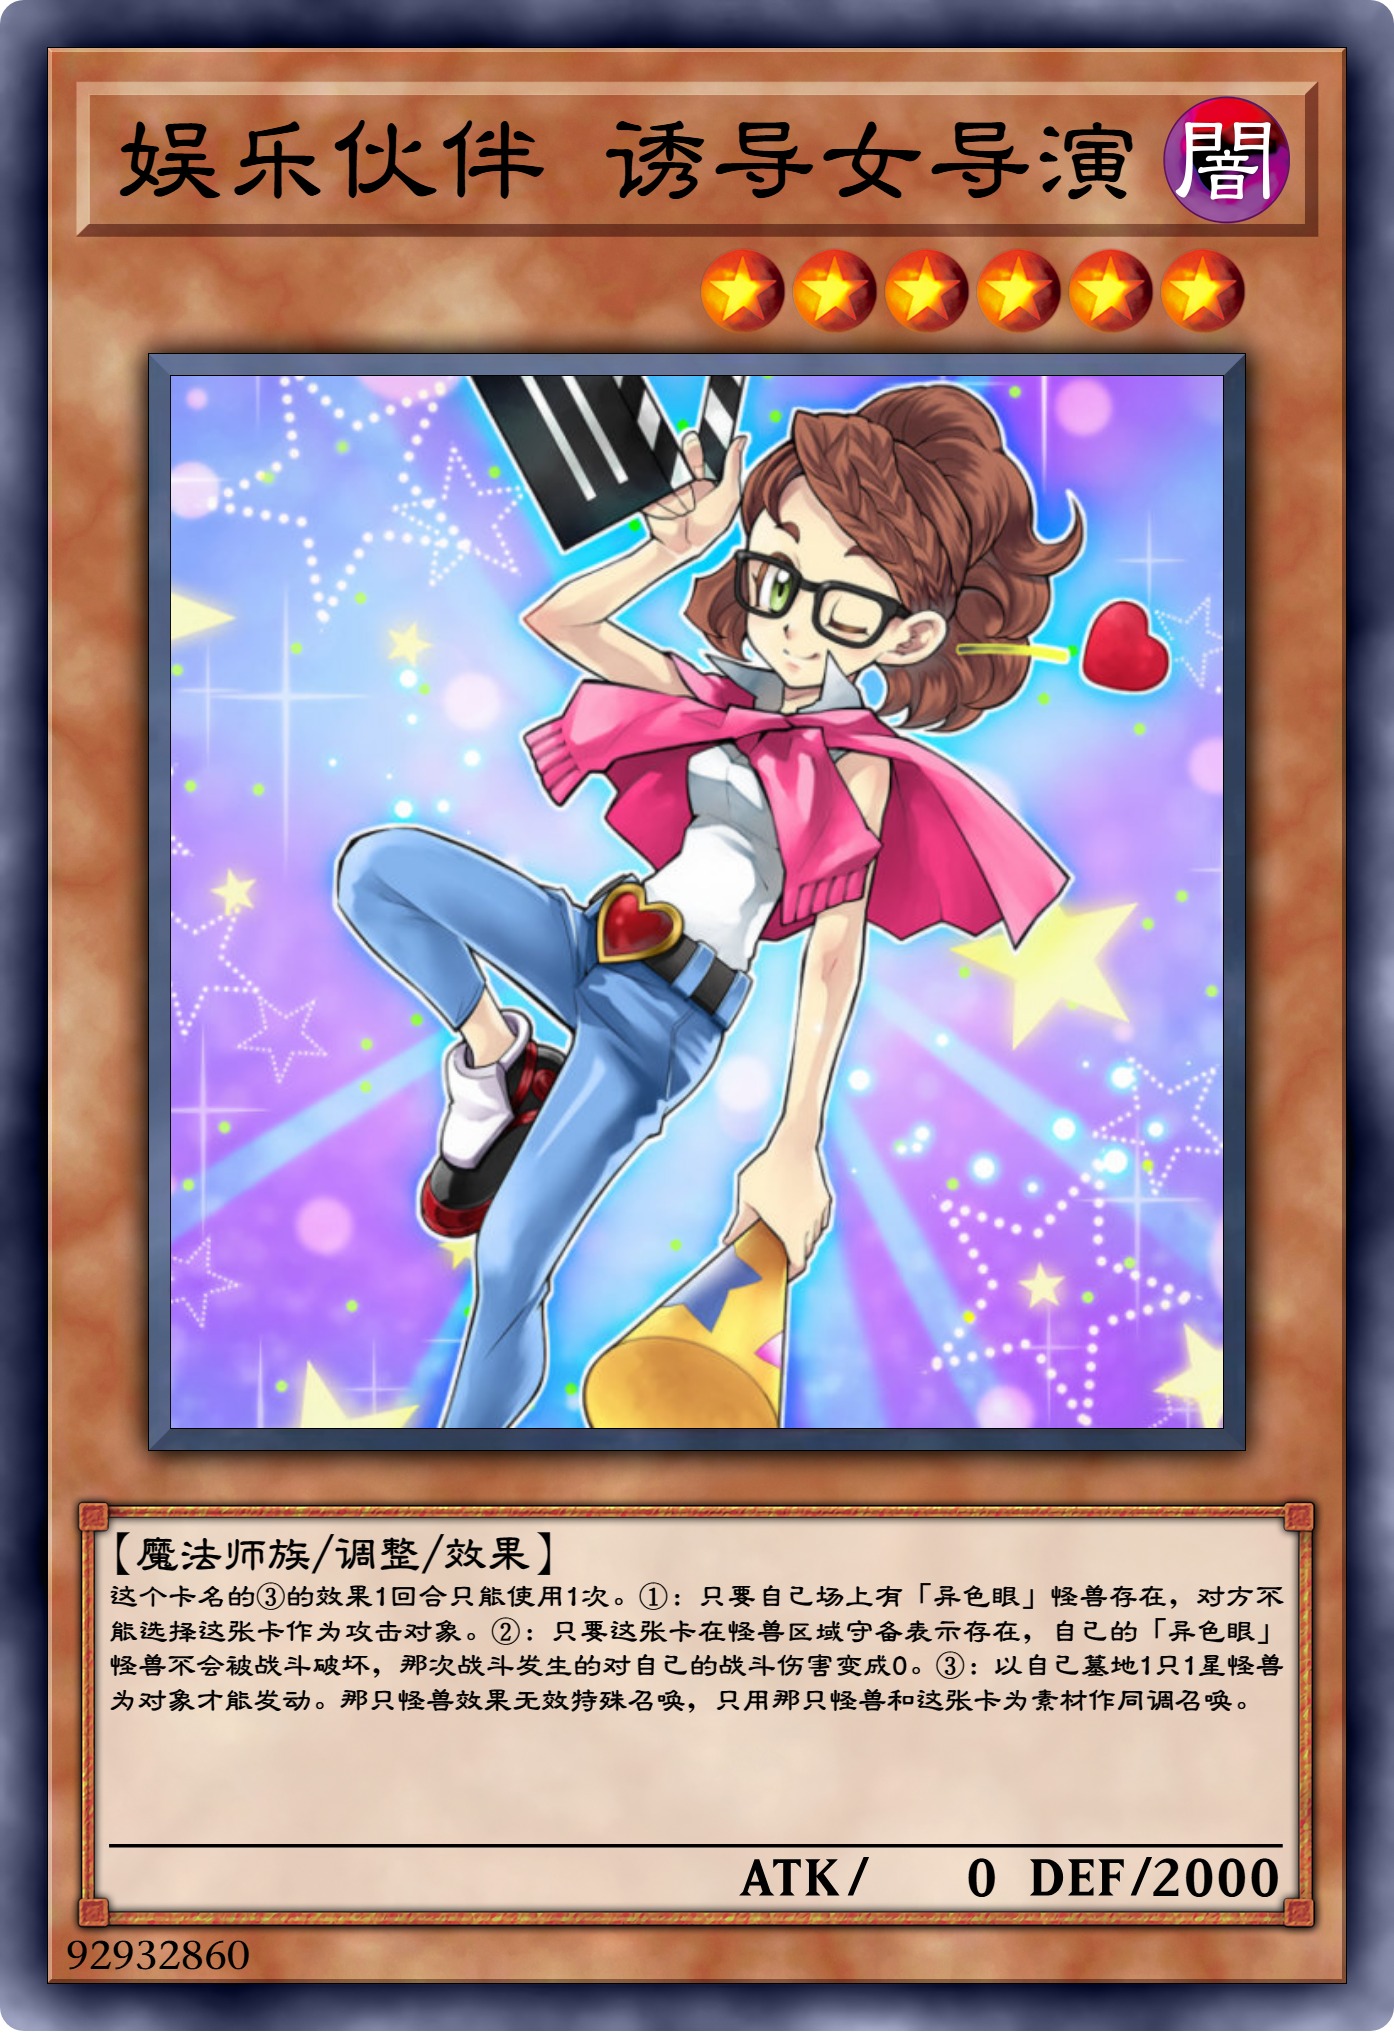 娱乐伙伴 诱导女导演
闇
【魔法师族/调整/效果】
这个卡名的③的效果1回合只能使用1次。①：只要自己场上有「异色眼」怪兽存在，对方不
能选择这张卡作为攻击对象。②：只要这张卡在怪兽区域守备表示存在，自己的「异色眼」
怪兽不会被战斗破坏，那次战斗发生的对自己的战斗伤害变成0。③：以自己墓地1只1星怪兽
为对象才能发动。那只怪兽效果无效特殊召唤，只用那只怪兽和这张卡为素材作同调召唤。
ATK/ 0 DEF/2000
92932860